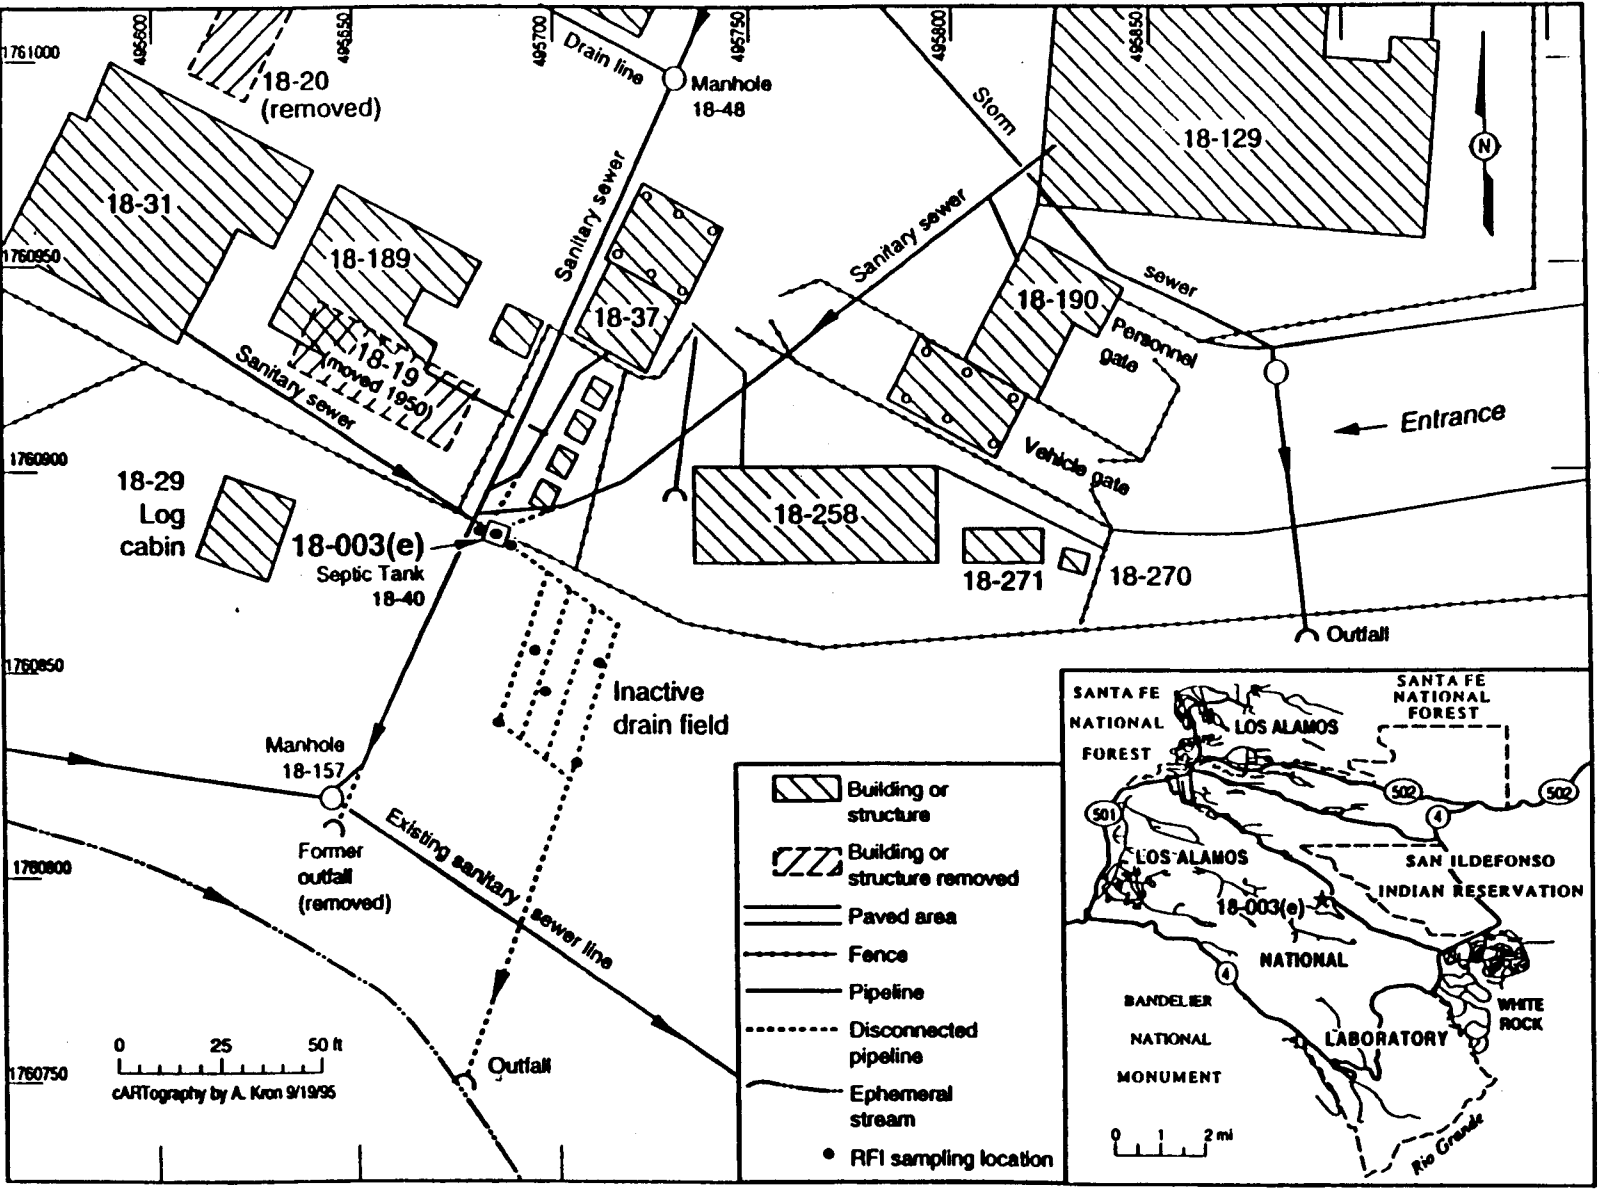 495600
495650
495700
495750
495800
495850
1761000
1760950
1760900
1760850
1760800
1760750
18-20
(removed)
Drain line
Manhole
18-48
Storm
18-129
N
18-31
18-189
Sanitary sewer
Sanitary sewer
sewer
18-37
18-190
Personnel
gate
18-19
(moved 1950)
Sanitary sewer
Entrance
Vehicle gate
18-29
Log
cabin
18-258
18-003(e)
Septic Tank
18-40
18-271
18-270
Outfall
Inactive
drain field
Manhole
18-157
Former
outfall
(removed)
Existing sanitary sewer line
Outfall
0 25 50 ft
cARTography by A. Kron 9/19/95
Building or
structure
Building or
structure removed
Paved area
Fence
Pipeline
Disconnected
pipeline
Ephemeral
stream
RFI sampling location
SANTA FE
NATIONAL
FOREST
SANTA FE
NATIONAL
FOREST
LOS ALAMOS
502
502
501
4
LOS ALAMOS
SAN ILDEFONSO
INDIAN RESERVATION
18-003(e)
NATIONAL
4
BANDELIER
NATIONAL
MONUMENT
WHITE
ROCK
LABORATORY
0 1 2 mi
Rio Grande